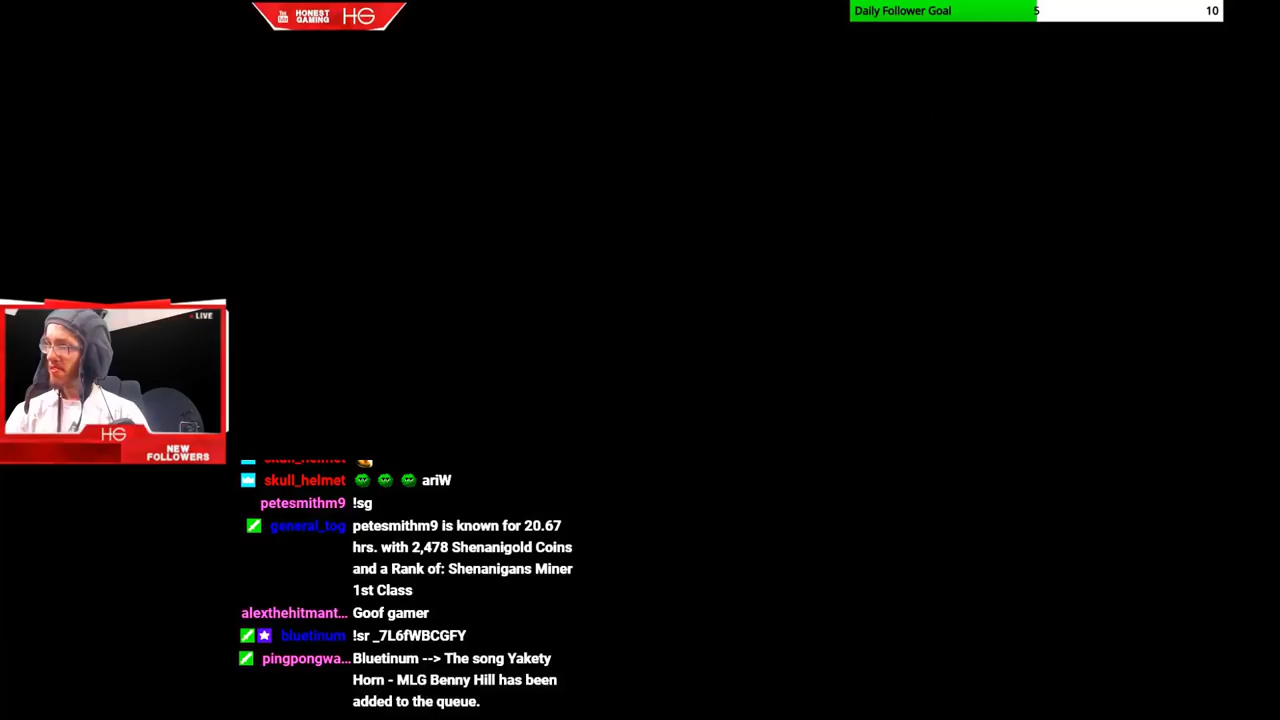 You Tube HONEST GAMING HG
Daily Follower Goal 5 10
LIVE
HG
NEW FOLLOWERS
skull_helmet
skull_helmet ariW
petesmithm9 !sg
general_tog petesmithm9 is known for 20.67
hrs. with 2,478 Shenanigold Coins
and a Rank of: Shenanigans Miner
1st Class
alexthehitmant... Goof gamer
bluetinum !sr _7L6fWBCGFY
pingpongwa... Bluetinum --> The song Yakety
Horn - MLG Benny Hill has been
added to the queue.